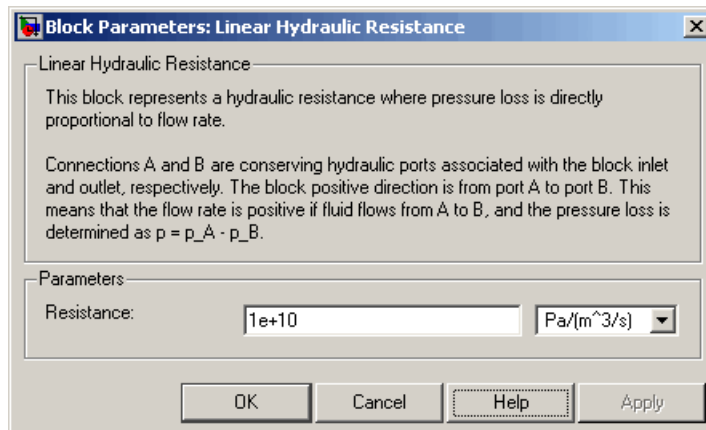 Block Parameters: Linear Hydraulic Resistance
Linear Hydraulic Resistance
This block represents a hydraulic resistance where pressure loss is directly
proportional to flow rate.
Connections A and B are conserving hydraulic ports associated with the block inlet
and outlet, respectively. The block positive direction is from port A to port B. This
means that the flow rate is positive if fluid flows from A to B, and the pressure loss is
determined as p = p_A - p_B.
Parameters
Resistance: 1e+10 Pa/(m^3/s)
OK Cancel Help Apply